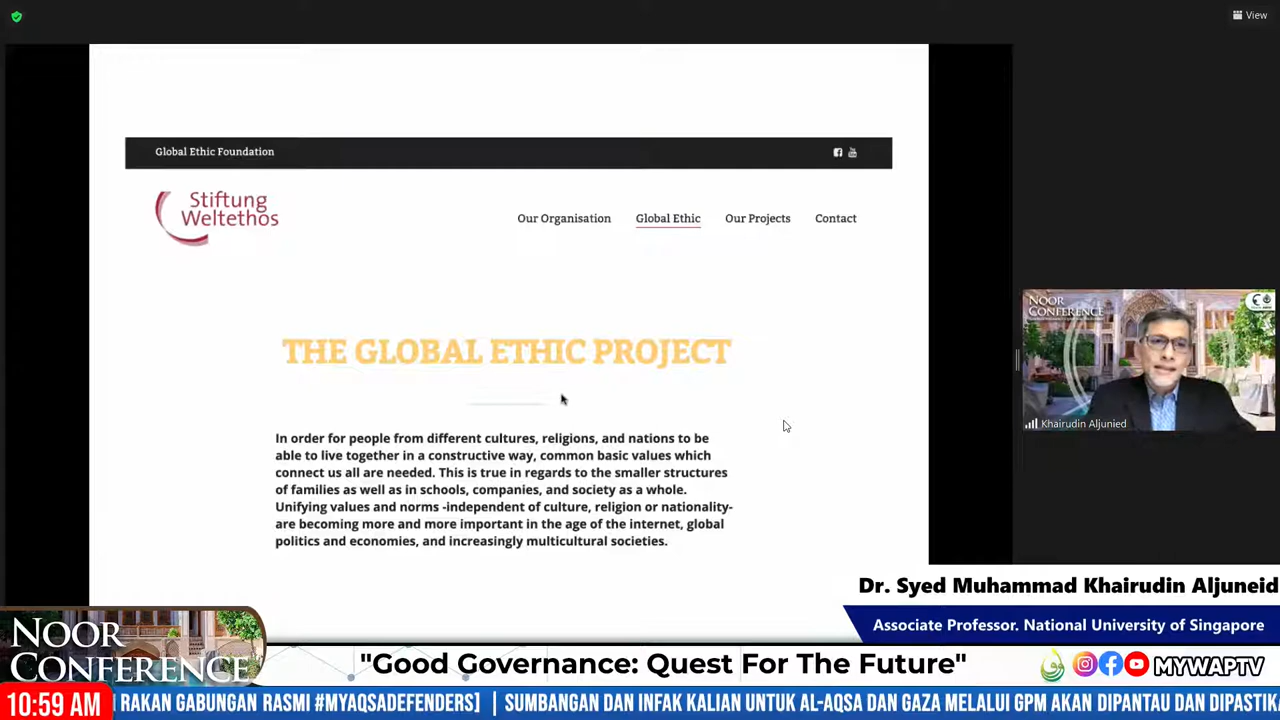 View
Global Ethic Foundation
Stiftung
Weltethos
Our Organisation Global Ethic Our Projects Contact
THE GLOBAL ETHIC PROJECT
In order for people from different cultures, religions, and nations to be
able to live together in a constructive way, common basic values which
connect us all are needed. This is true in regards to the smaller structures
of families as well as in schools, companies, and society as a whole.
Unifying values and norms -independent of culture, religion or nationality-
are becoming more and more important in the age of the internet, global
politics and economies, and increasingly multicultural societies.
NOOR
CONFERENCE
Khairudin Aljunied
Dr. Syed Muhammad Khairudin Aljuneid
Associate Professor. National University of Singapore
NOOR
CONFERENCE
"Good Governance: Quest For The Future"
MYWAPTV
10:59 AM
RAKAN GABUNGAN RASMI #MYAQSADEFENDERS] | SUMBANGAN DAN INFAK KALIAN UNTUK AL-AQSA DAN GAZA MELALUI GPM AKAN DIPANTAU DAN DIPASTIKA